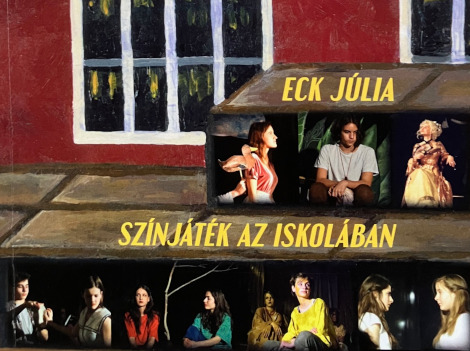 ECK JÚLIA
SZÍNJÁTÉK AZ ISKOLÁBAN